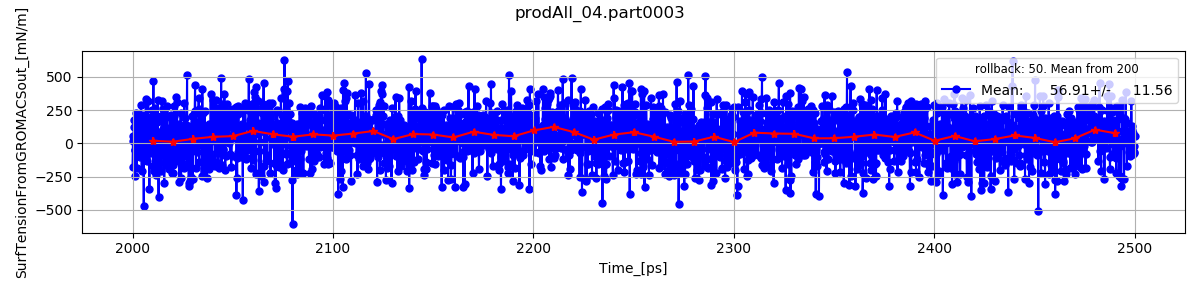 prodAll_04.part0003
SurfTensionFromGROMACSout_[mN/m]
500
250
0
−250
−500
rollback: 50. Mean from 200
Mean: 56.91+/- 11.56
2000 2100 2200 2300 2400 2500
Time_[ps]